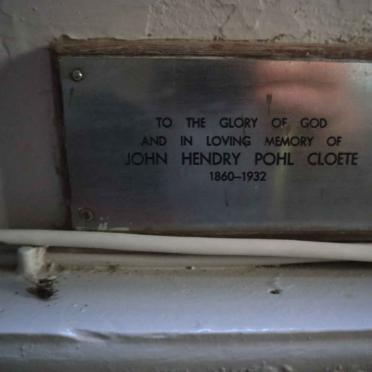 TO THE GLORY OF GOD
AND IN LOVING MEMORY OF
JOHN HENDRY POHL CLOETE
1860-1932